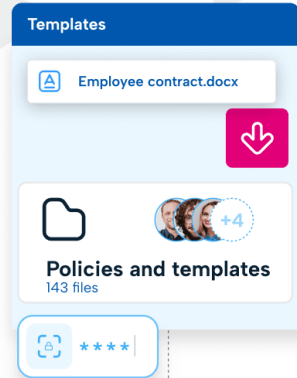 Templates
Employee contract.docx
+4
Policies and templates
143 files
****